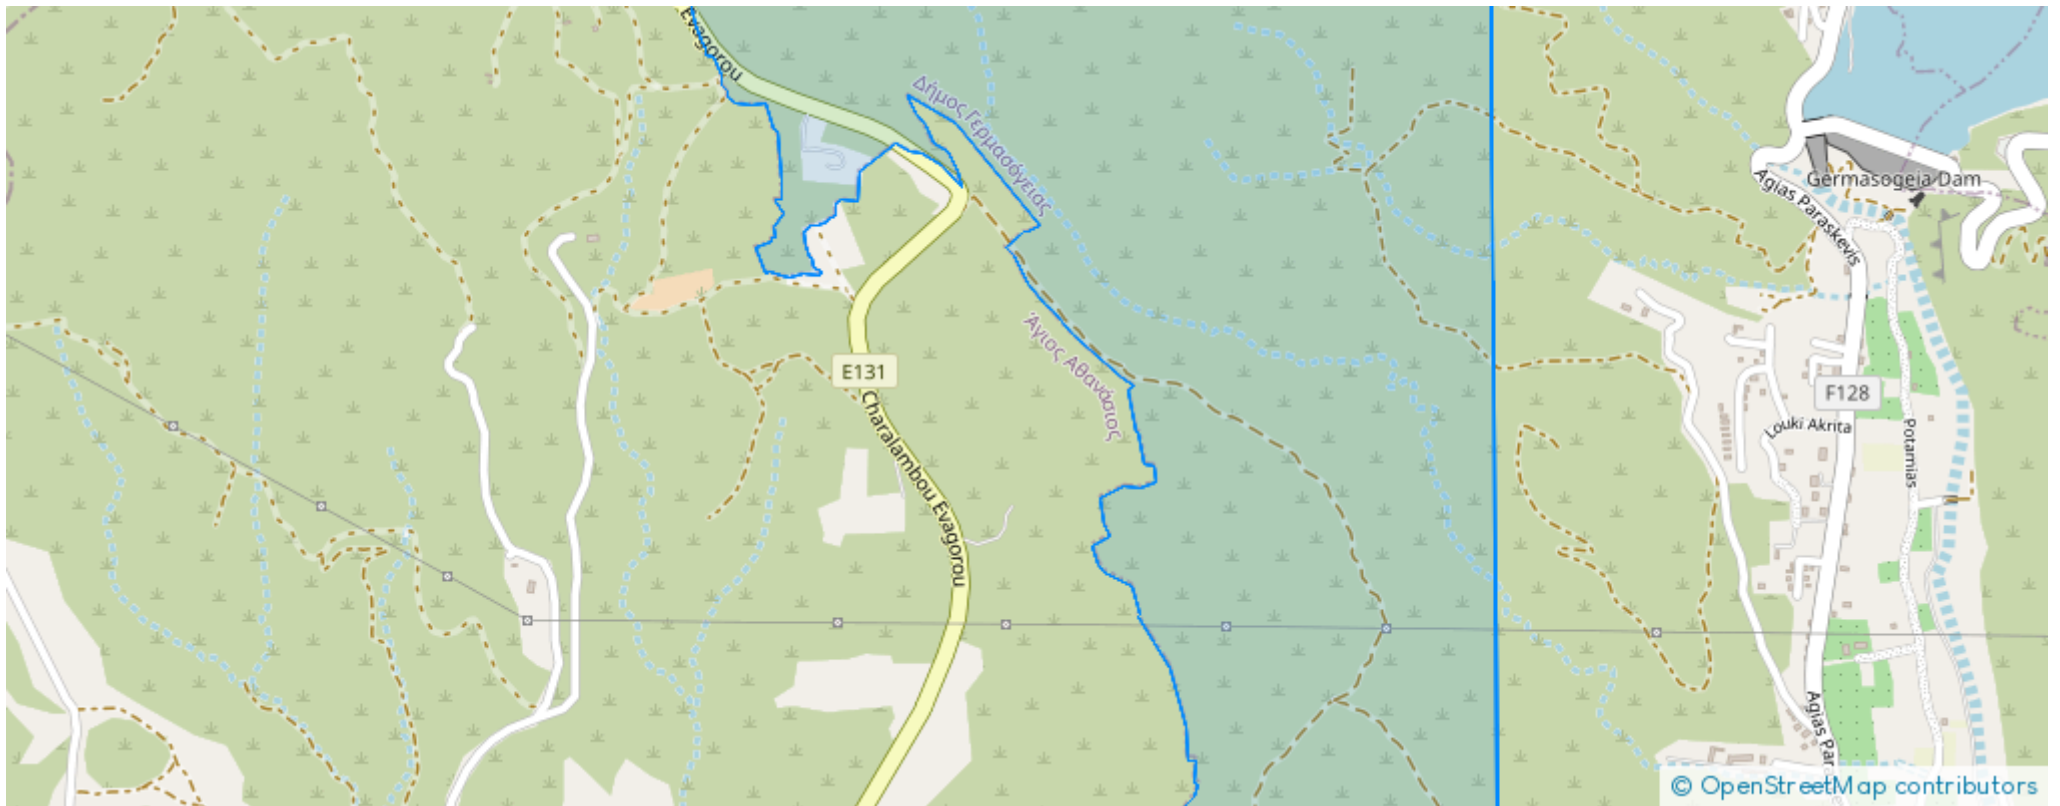 Evagorou
Δήμος Γερμασόγειας
Germasogeia Dam
Agias Paraskevis
Άγιος Αθανάσιος
E131
F128
Charalambou Evagorou
Louki Akrita
Potamias
Agias Par
© OpenStreetMap contributors